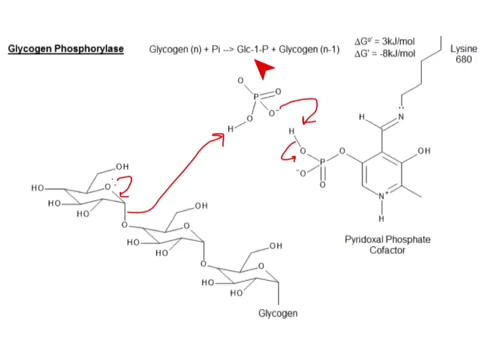 Glycogen Phosphorylase
Glycogen (n) + Pi --> Glc-1-P + Glycogen (n-1)
ΔG°' = 3kJ/mol
ΔG' = -8kJ/mol
Lysine
680
O
P
O
O⁻
OH
H
H
N
H
O
P
O
O⁻
O
OH
N⁺
H
Pyridoxal Phosphate
Cofactor
OH
O
HO
HO
OH
O
OH
O
HO
HO
O
OH
O
HO
HO
Glycogen